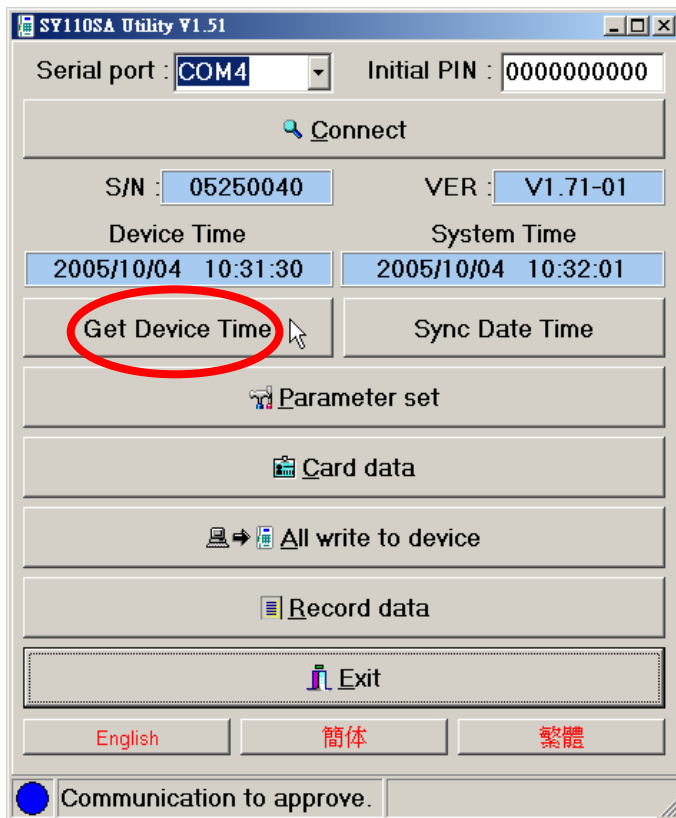 SY110SA Utility V1.51
Serial port : COM4 Initial PIN : 0000000000
Connect
S/N : 05250040 VER : V1.71-01
Device Time System Time
2005/10/04 10:31:30 2005/10/04 10:32:01
Get Device Time Sync Date Time
Parameter set
Card data
All write to device
Record data
Exit
English 簡体 繁體
Communication to approve.